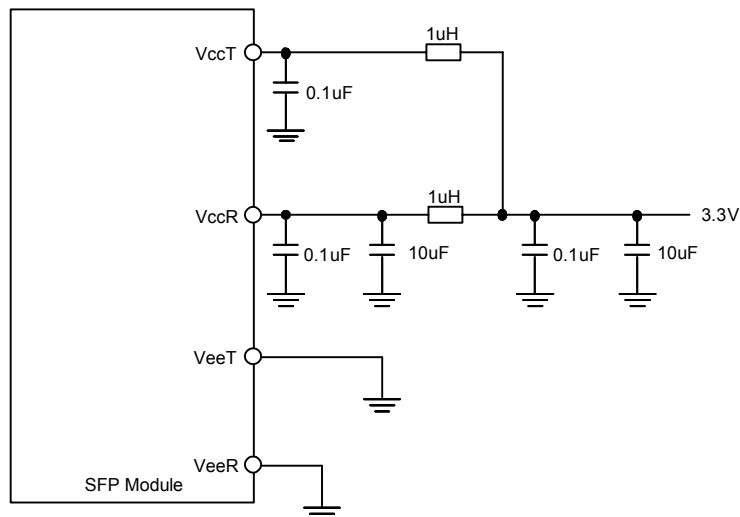 1uH
VccT
0.1uF
1uH
VccR
3.3V
0.1uF
10uF
0.1uF
10uF
VeeT
VeeR
SFP Module